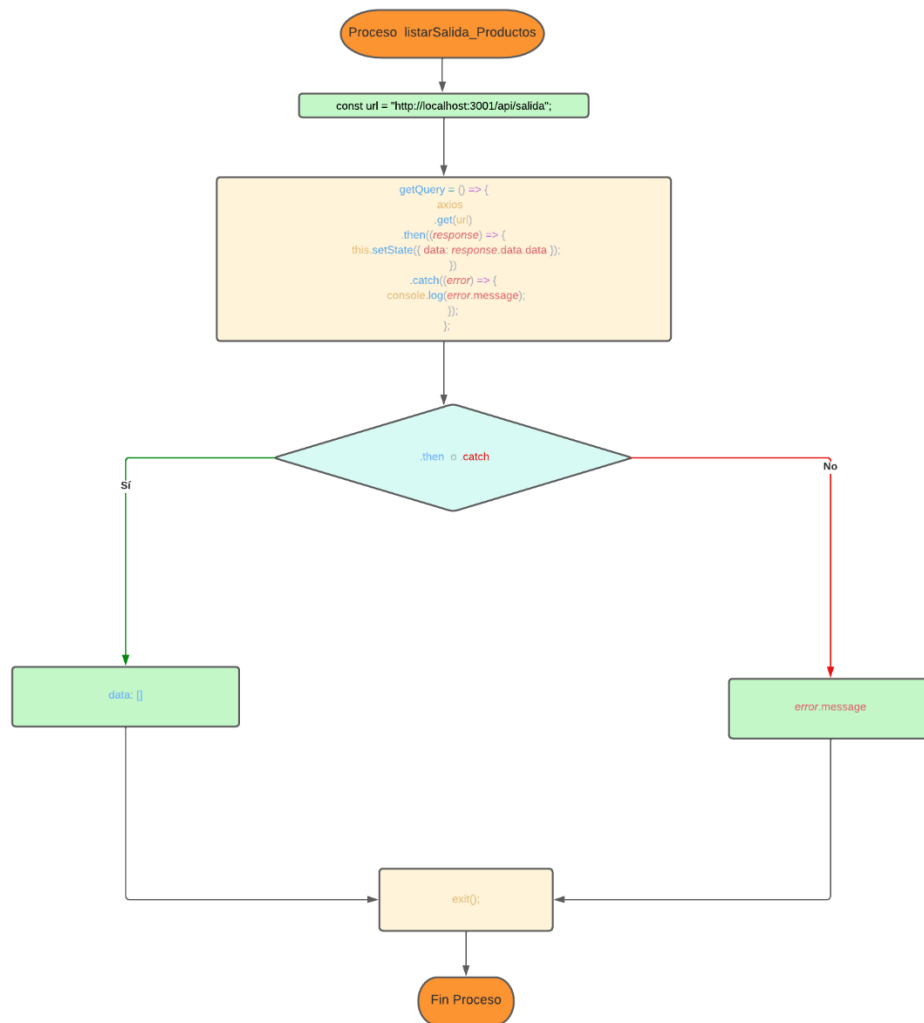 Proceso listarSalida_Productos
const url = "http://localhost:3001/api/salida";
getQuery = () => {
axios
.get(url)
.then((response) => {
this.setState({ data: response.data.data });
})
.catch((error) => {
console.log(error.message);
});
};
.then o .catch
Sí
No
data: []
error.message
exit();
Fin Proceso